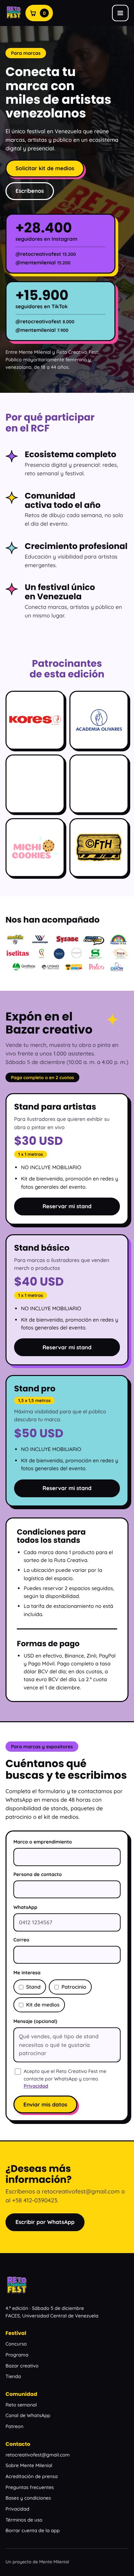 RETO FEST
0
Para marcas
Conecta tu
marca con
miles de artistas
venezolanos
El único festival en Venezuela que reúne
marcas, artistas y público en un ecosistema
digital y presencial.
Solicitar kit de medios
Escríbenos
+28.400
seguidores en Instagram
@retocreativofest 13.200
@mentemilenial 15.200
+15.900
seguidores en TikTok
@retocreativofest 8.000
@mentemilenial 7.900
Entre Mente Milenial y Reto Creativo Fest.
Público mayoritariamente femenino y
venezolano, de 18 a 44 años.
Por qué participar
en el RCF
Ecosistema completo
Presencia digital y presencial: redes,
reto semanal y festival.
Comunidad
activa todo el año
Retos de dibujo cada semana, no solo
el día del evento.
Crecimiento profesional
Educación y visibilidad para artistas
emergentes.
Un festival único
en Venezuela
Conecta marcas, artistas y público en
un mismo lugar.
Patrocinantes
de esta edición
KORES
ACADEMIA OLIVARES
MICHI
COOKIES
FTH
Nos han acompañado
Sysase
iselitas
Expón en el
Bazar creativo
Vende tu merch, muestra tu obra o pinta en
vivo frente a unos 1.000 asistentes.
Sábado 5 de diciembre (10:00 a. m. a 4:00 p. m.)
Paga completo o en 2 cuotas
Stand para artistas
Para ilustradores que quieren exhibir su
obra o pintar en vivo
$30 USD
1 x 1 metros
NO INCLUYE MOBILIARIO
Kit de bienvenida, promoción en redes y
fotos generales del evento.
Reservar mi stand
Stand básico
Para marcas o ilustradores que venden
merch o productos
$40 USD
1 x 1 metros
NO INCLUYE MOBILIARIO
Kit de bienvenida, promoción en redes y
fotos generales del evento.
Reservar mi stand
Stand pro
1,5 x 1,5 metros
Máxima visibilidad para que el público
descubra tu marca.
$50 USD
NO INCLUYE MOBILIARIO
Kit de bienvenida, promoción en redes y
fotos generales del evento.
Reservar mi stand
Condiciones para
todos los stands
Cada marca dona 1 producto para el
sorteo de la Ruta Creativa.
La ubicación puede variar por la
logística del espacio.
Puedes reservar 2 espacios seguidos,
según la disponibilidad.
La tarifa de estacionamiento no está
incluida.
Formas de pago
USD en efectivo, Binance, Zinli, PayPal
y Pago Móvil. Pago completo a tasa
dólar BCV del día; en dos cuotas, a
tasa euro BCV del día. La 2.ª cuota
vence el 1 de diciembre.
Para marcas y expositores
Cuéntanos qué
buscas y te escribimos
Completa el formulario y te contactamos por
WhatsApp en menos de 48 horas con
disponibilidad de stands, paquetes de
patrocinio o el kit de medios.
Marca o emprendimiento
Persona de contacto
WhatsApp
0412 1234567
Correo
Me interesa
Stand
Patrocinio
Kit de medios
Mensaje (opcional)
Qué vendes, qué tipo de stand
necesitas o qué te gustaría
patrocinar
Acepto que el Reto Creativo Fest me
contacte por WhatsApp y correo.
Privacidad
Enviar mis datos
¿Deseas más
información?
Escríbenos a retocreativofest@gmail.com o
al +58 412-0390425.
Escribir por WhatsApp
RETO FEST
4.ª edición · Sábado 5 de diciembre
FACES, Universidad Central de Venezuela
Festival
Concurso
Programa
Bazar creativo
Tienda
Comunidad
Reto semanal
Canal de WhatsApp
Patreon
Contacto
retocreativofest@gmail.com
Sobre Mente Milenial
Acreditación de prensa
Preguntas frecuentes
Bases y condiciones
Privacidad
Términos de uso
Borrar cuenta de la app
Un proyecto de Mente Milenial